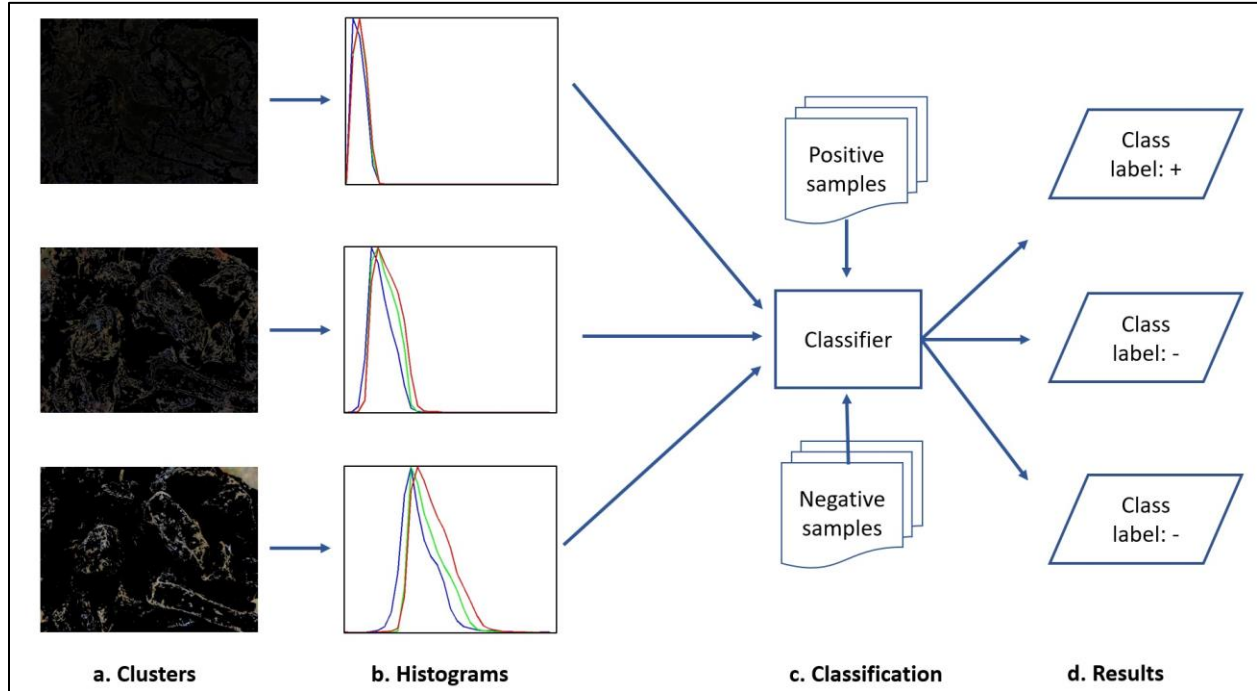 Positive
samples
Class
label: +
Classifier
Class
label: -
Negative
samples
Class
label: -
a. Clusters
b. Histograms
c. Classification
d. Results